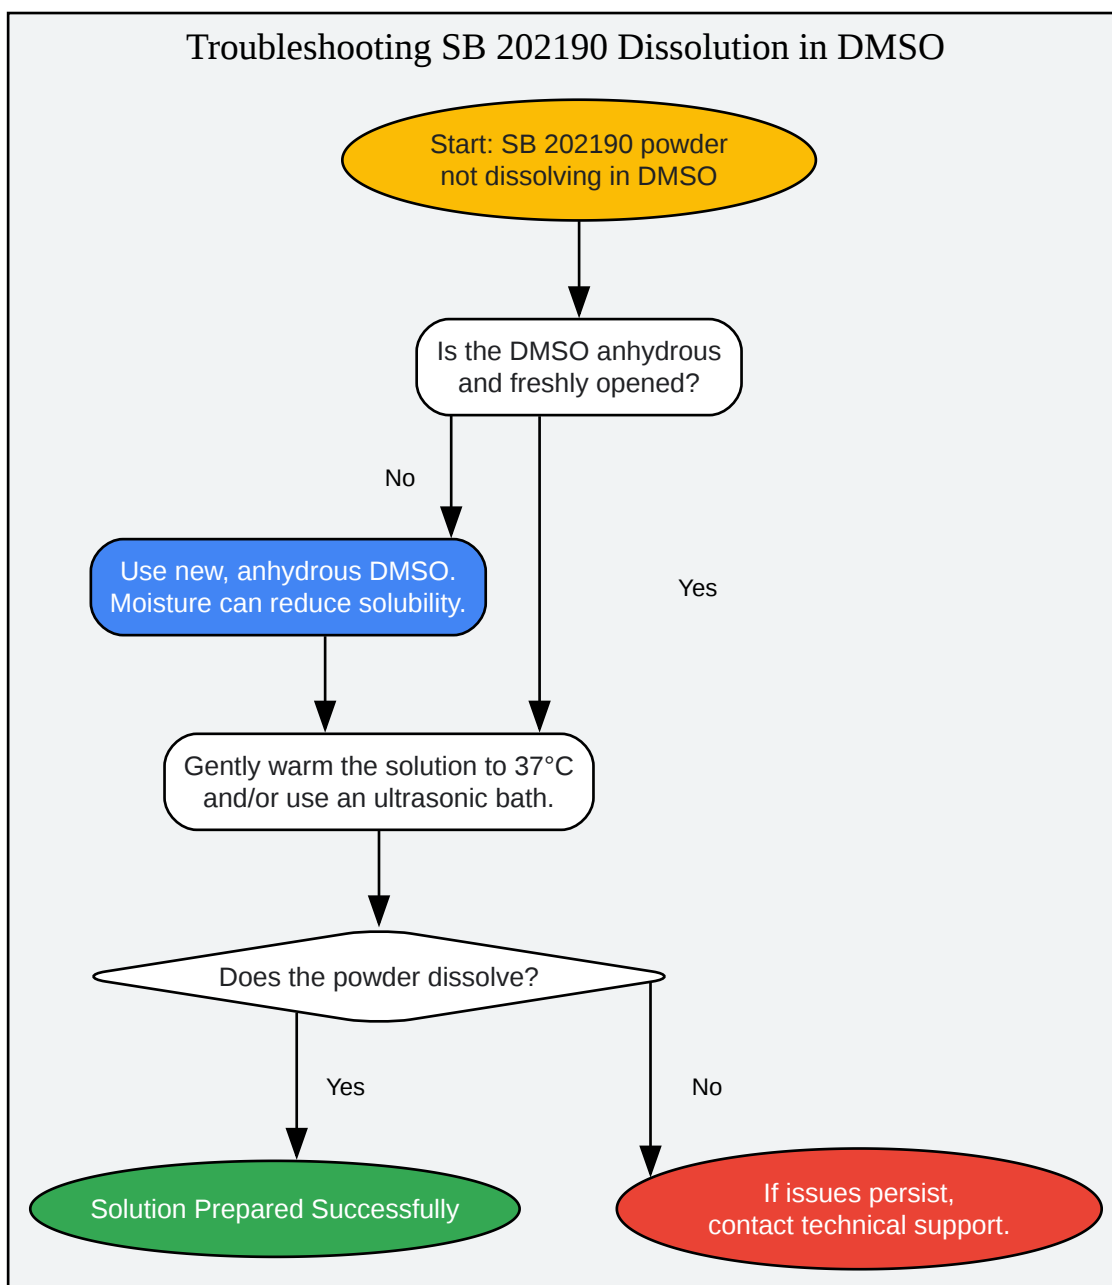 Troubleshooting SB 202190 Dissolution in DMSO
Start: SB 202190 powder
not dissolving in DMSO
Is the DMSO anhydrous
and freshly opened?
No
Use new, anhydrous DMSO.
Moisture can reduce solubility.
Yes
Gently warm the solution to 37°C
and/or use an ultrasonic bath.
Does the powder dissolve?
Yes
No
Solution Prepared Successfully
If issues persist,
contact technical support.